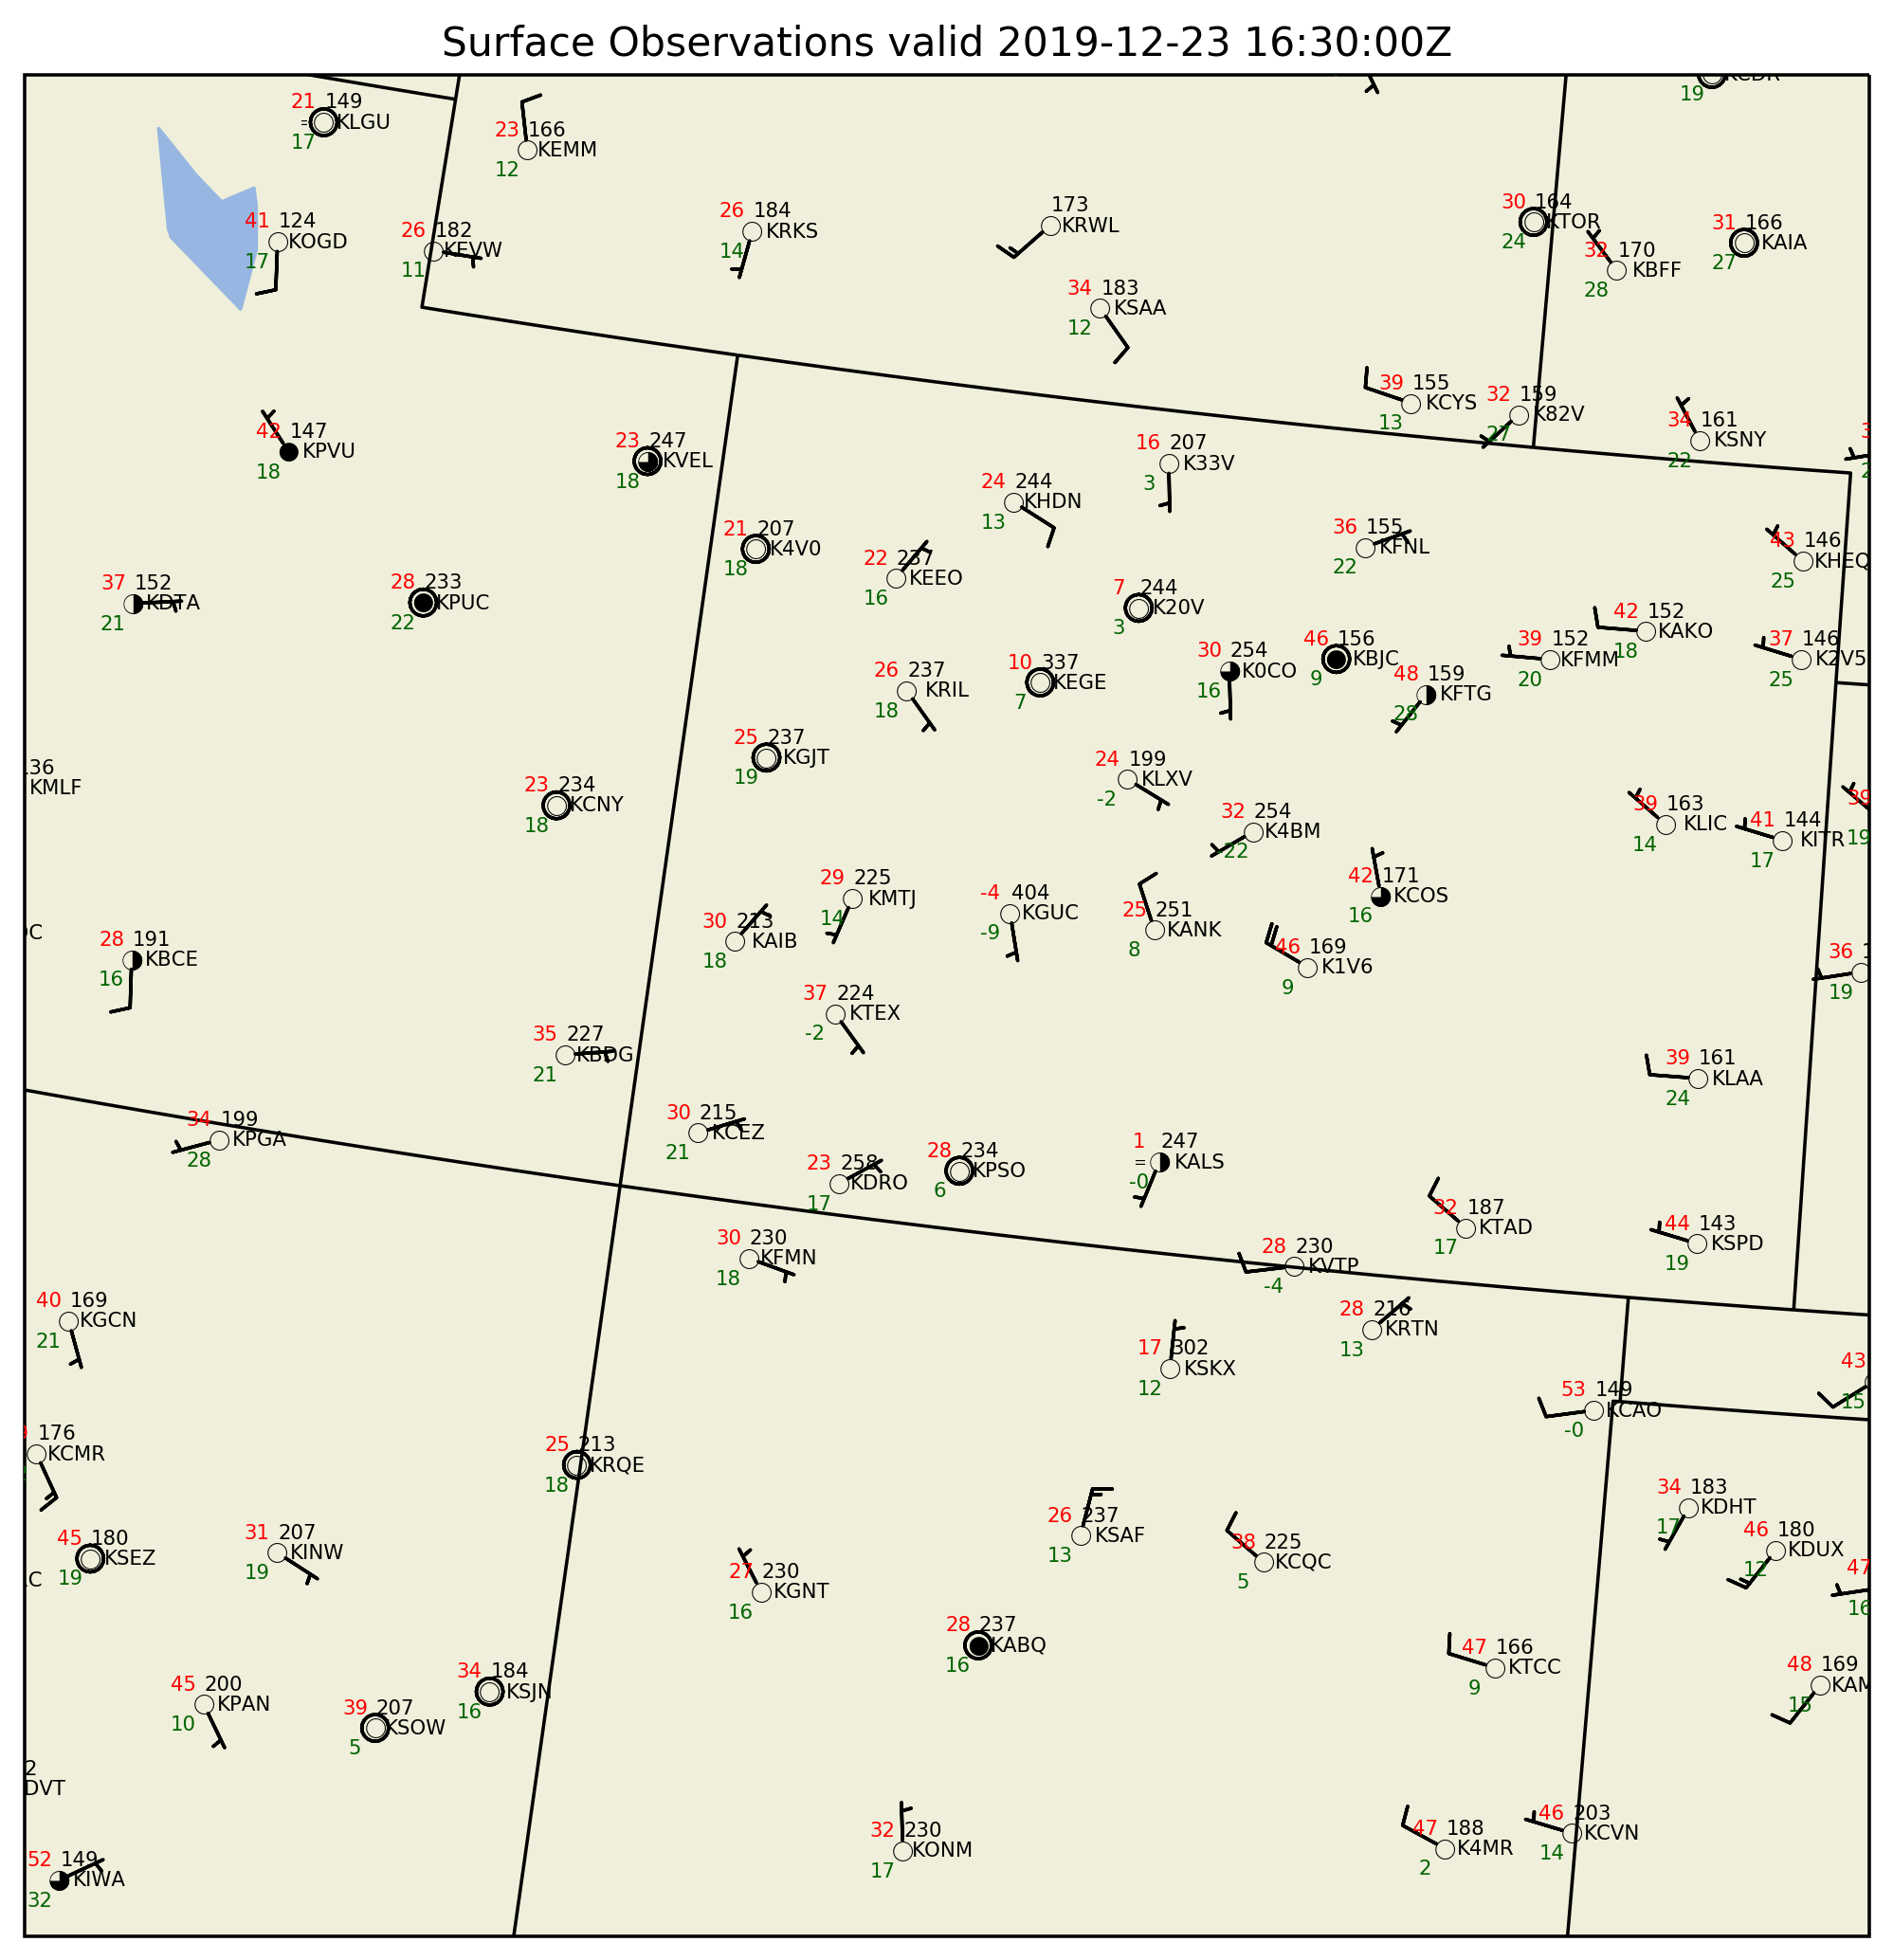 Surface Observations valid 2019-12-23 16:30:00Z
21 149
= KLGU
17
23 166
KEMM
12
KCDR
19
41 124
KOGD
17
26 182
KEVW
11
26 184
KRKS
14
173
KRWL
34 183
KSAA
12
30 164
KTOR
24
32 170
KBFF
28
31 166
KAIA
27
39 155
KCYS
13
32 159
K82V
27
34 161
KSNY
22
42 147
KPVU
18
23 247
KVEL
18
16 207
K33V
3
24 244
KHDN
13
21 207
K4V0
18
22 237
KEEO
16
36 155
KFNL
22
43 146
KHEQ
25
37 152
KDTA
21
28 233
KPUC
22
7 244
K20V
3
42 152
KAKO
18
46 156
KBJC
9
39 152
KFMM
20
37 146
K2V5
25
30 254
K0CO
16
10 337
KEGE
7
26 237
KRIL
18
48 159
KFTG
28
25 237
KGJT
19
36
KMLF
23 234
KCNY
18
24 199
KLXV
-2
32 254
K4BM
-22
39 163
KLIC
14
41 144
KITR
17
39
19
29 225
KMTJ
14
-4 404
KGUC
-9
25 251
KANK
8
42 171
KCOS
16
30 213
KAIB
18
C
28 191
KBCE
16
46 169
K1V6
9
36 1
19
37 224
KTEX
-2
35 227
KBDG
21
39 161
KLAA
24
34 199
KPGA
28
30 215
KCEZ
21
23 258
KDRO
17
28 234
KPSO
6
1 247
= KALS
-0
32 187
KTAD
17
44 143
KSPD
19
30 230
KFMN
18
28 230
KVTP
-4
40 169
KGCN
21
28 216
KRTN
13
17 302
KSKX
12
43
15
53 149
KCAO
-0
176
KCMR
25 213
KRQE
18
34 183
KDHT
17
26 237
KSAF
13
38 225
KCQC
5
46 180
KDUX
12
45 180
KSEZ
19
31 207
KINW
19
C
27 230
KGNT
16
47
16
28 237
KABQ
16
47 166
KTCC
9
48 169
KAM
15
34 184
KSJN
16
45 200
KPAN
10
39 207
KSOW
5
2
DVT
32 230
KONM
17
47 188
K4MR
2
46 203
KCVN
14
52 149
KIWA
32